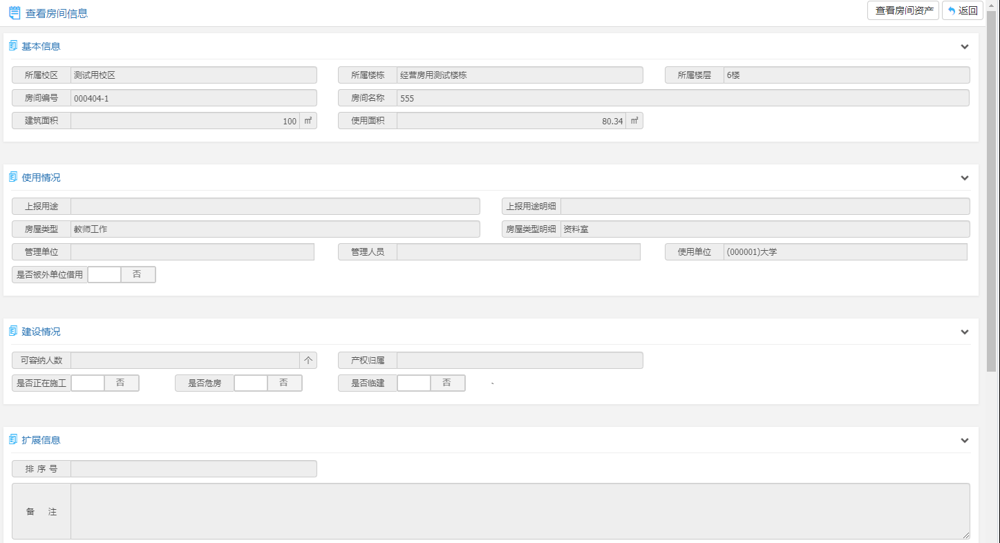 查看房间信息 查看房间资产 返回
基本信息
所属校区 测试用校区 所属楼栋 经营房用测试楼栋 所属楼层 6楼
房间编号 000404-1 房间名称 555
建筑面积 100 ㎡ 使用面积 80.34 ㎡
使用情况
上报用途 上报用途明细
房屋类型 教师工作 房屋类型明细 资料室
管理单位 管理人员 使用单位 (000001)大学
是否被外单位借用 否
建设情况
可容纳人数 个 产权归属
是否正在施工 否 是否危房 否 是否临建 否 、
扩展信息
排 序 号
备 注